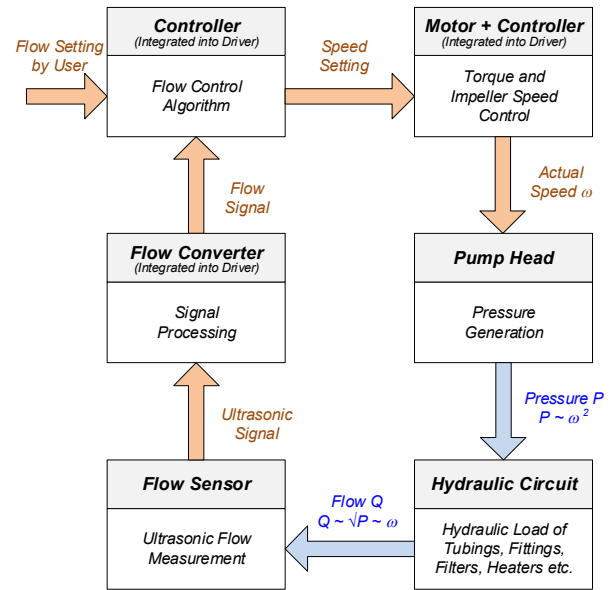 Flow Setting
by User
Controller
(Integrated into Driver)
Flow Control
Algorithm
Speed
Setting
Motor + Controller
(Integrated into Driver)
Torque and
Impeller Speed
Control
Flow
Signal
Actual
Speed ω
Flow Converter
(Integrated into Driver)
Signal
Processing
Pump Head
Pressure
Generation
Ultrasonic
Signal
Pressure P
P ~ ω²
Flow Sensor
Ultrasonic Flow
Measurement
Flow Q
Q ~ √P ~ ω
Hydraulic Circuit
Hydraulic Load of
Tubings, Fittings,
Filters, Heaters etc.